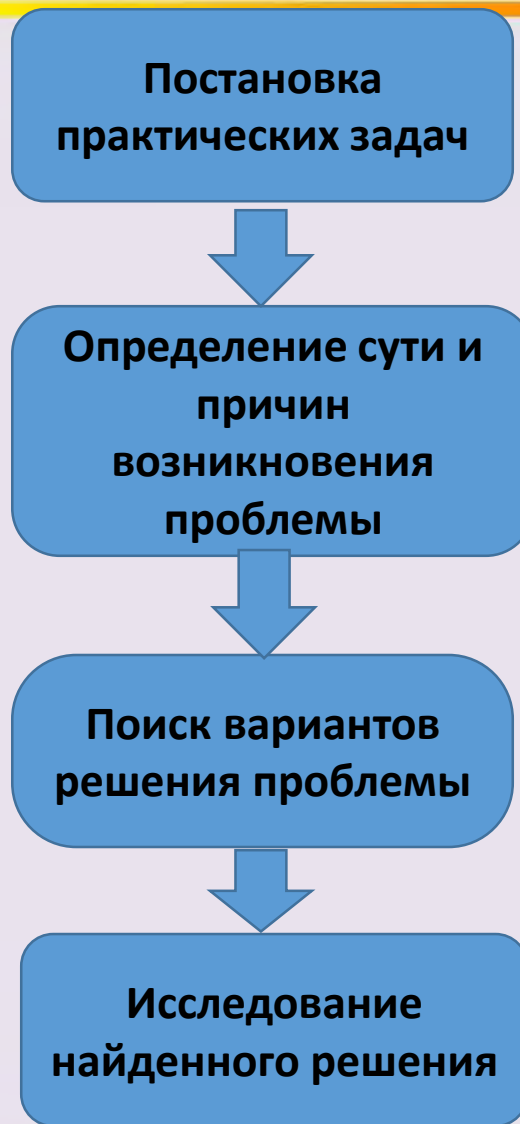 Постановка
практических задач
Определение сути и
причин
возникновения
проблемы
Поиск вариантов
решения проблемы
Исследование
найденного решения